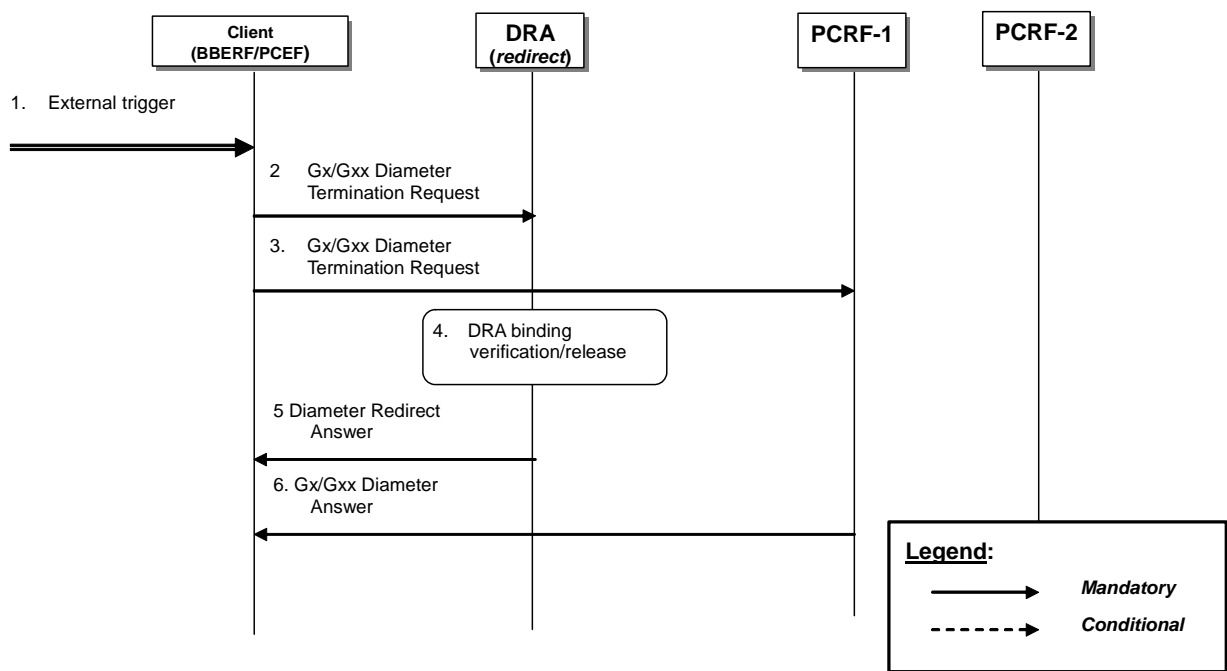 Client
(BBERF/PCEF)
DRA
(redirect)
PCRF-1
PCRF-2
1. External trigger
2 Gx/Gxx Diameter
Termination Request
3. Gx/Gxx Diameter
Termination Request
4. DRA binding
verification/release
5 Diameter Redirect
Answer
6. Gx/Gxx Diameter
Answer
Legend:
Mandatory
Conditional